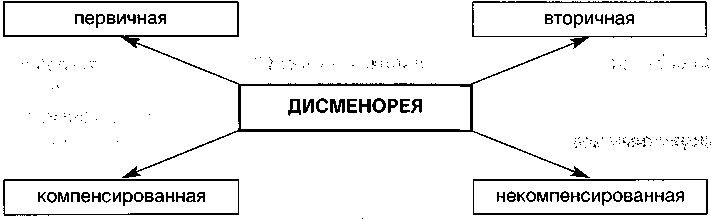 первичная
вторичная
ДИСМЕНОРЕЯ
компенсированная
некомпенсированная